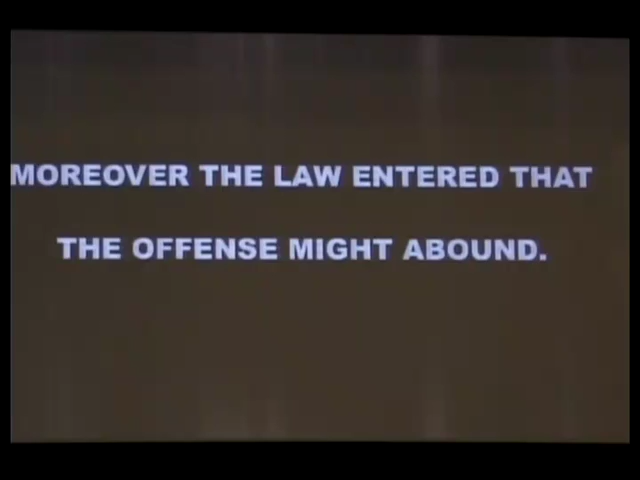 MOREOVER THE LAW ENTERED THAT
THE OFFENSE MIGHT ABOUND.